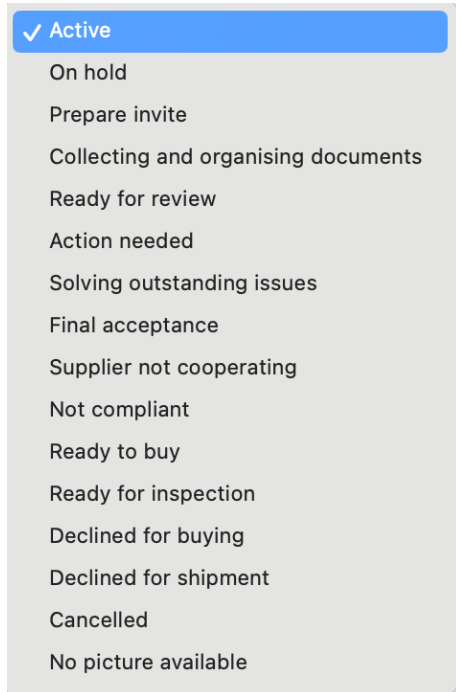 Active
On hold
Prepare invite
Collecting and organising documents
Ready for review
Action needed
Solving outstanding issues
Final acceptance
Supplier not cooperating
Not compliant
Ready to buy
Ready for inspection
Declined for buying
Declined for shipment
Cancelled
No picture available